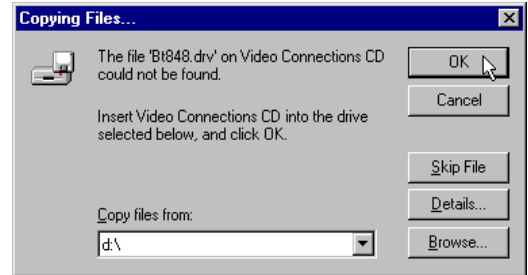 Copying Files...
The file 'Bt848.drv' on Video Connections CD
could not be found.
Insert Video Connections CD into the drive
selected below, and click OK.
Copy files from:
d:\
OK
Cancel
Skip File
Details...
Browse...